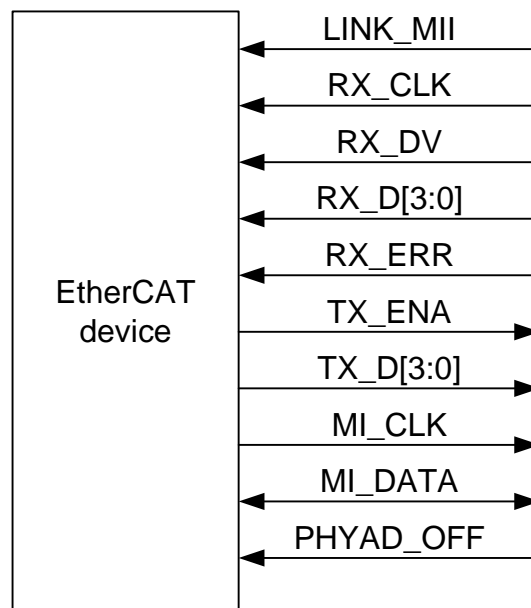 LINK_MII
RX_CLK
RX_DV
RX_D[3:0]
RX_ERR
EtherCAT
device
TX_ENA
TX_D[3:0]
MI_CLK
MI_DATA
PHYAD_OFF